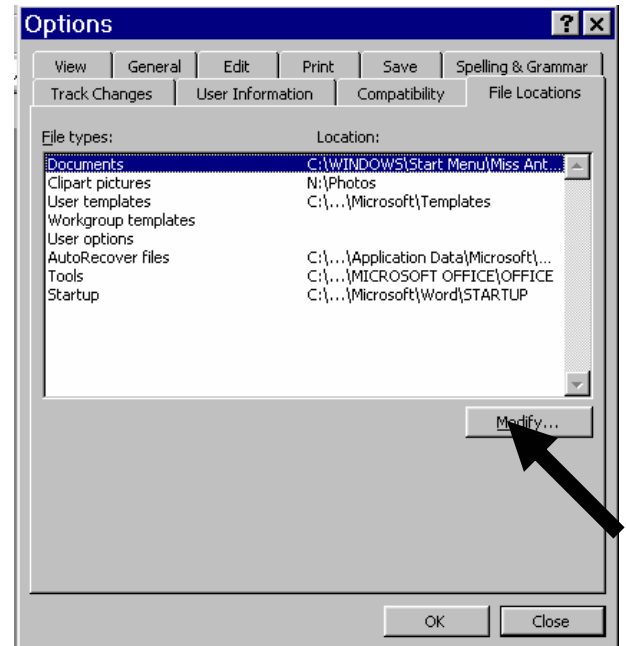 Options
View General Edit Print Save Spelling & Grammar
Track Changes User Information Compatibility File Locations
File types: Location:
Documents C:\WINDOWS\Start Menu\Miss Ant...
Clipart pictures N:\Photos
User templates C:\...\Microsoft\Templates
Workgroup templates
User options
AutoRecover files C:\...\Application Data\Microsoft\...
Tools C:\...\MICROSOFT OFFICE\OFFICE
Startup C:\...\Microsoft\Word\STARTUP
Modify...
OK Close